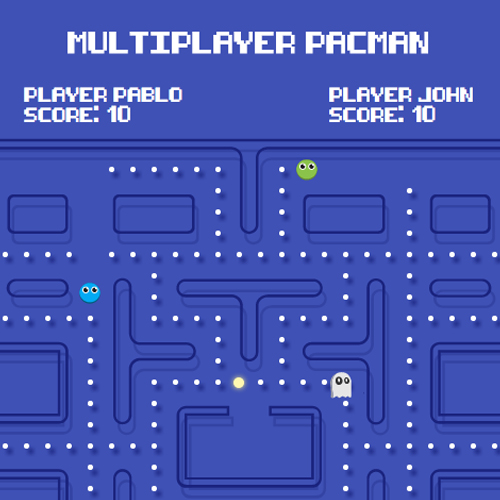 MULTIPLAYER PACMAN
PLAYER PABLO
SCORE: 10
PLAYER JOHN
SCORE: 10